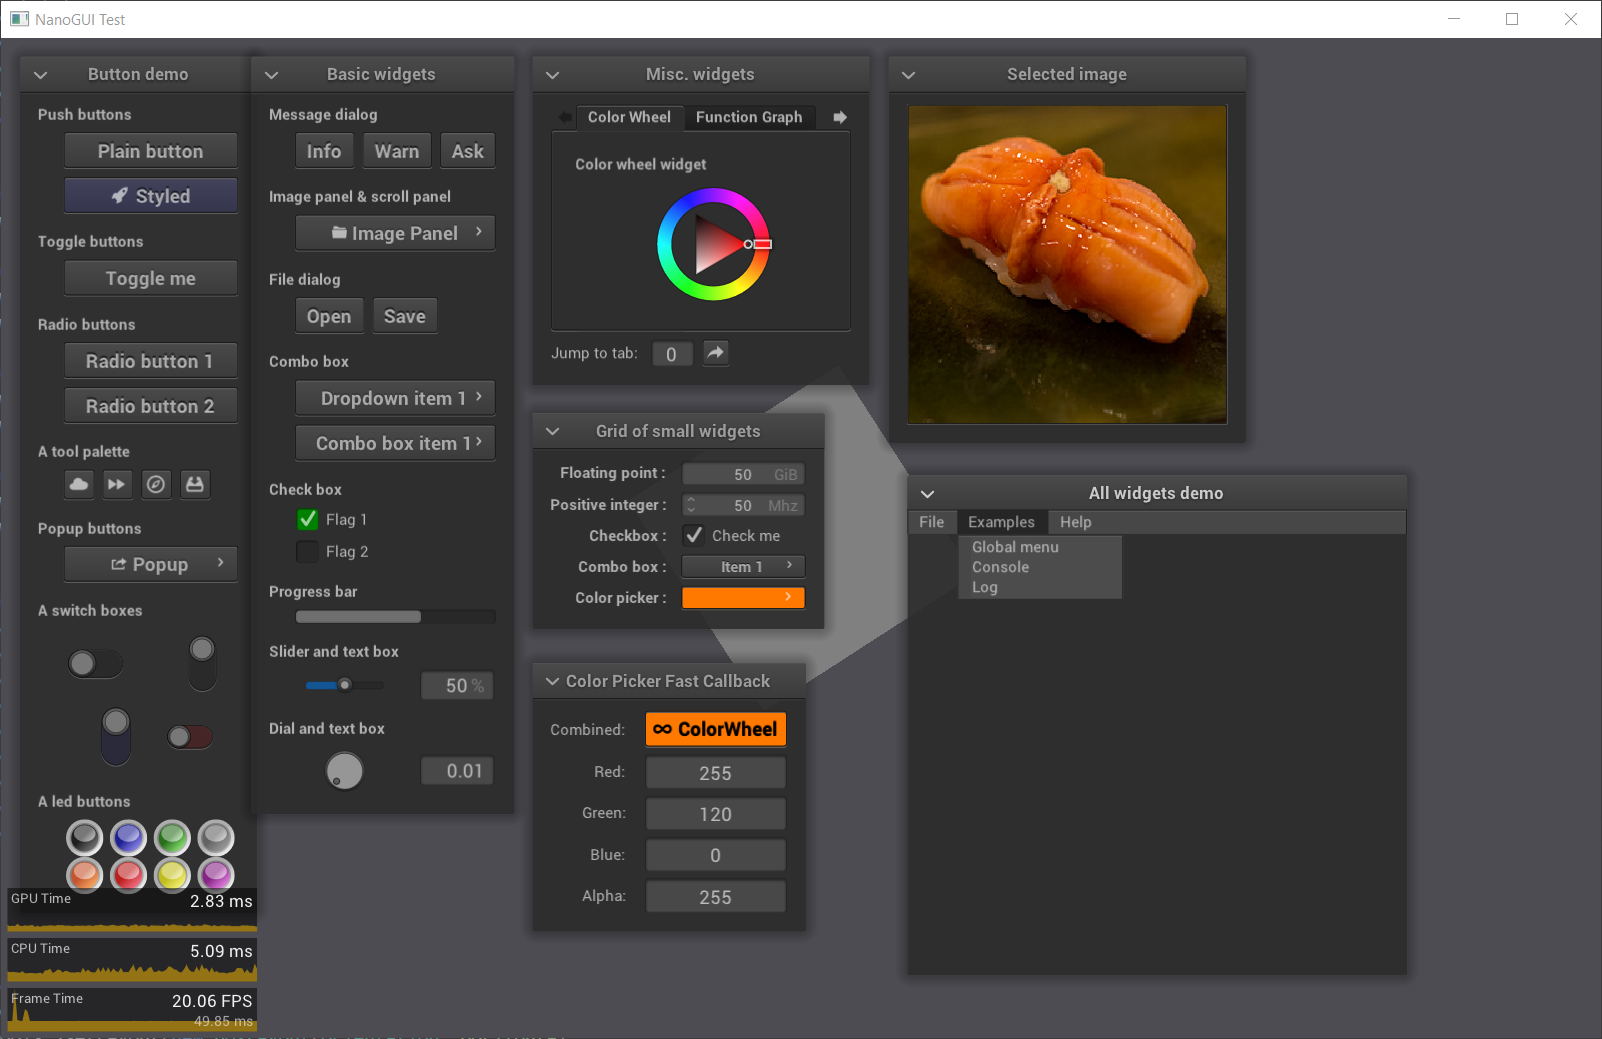 NanoGUI Test
Button demo
Push buttons
Plain button
Styled
Toggle buttons
Toggle me
Radio buttons
Radio button 1
Radio button 2
A tool palette
Popup buttons
Popup
A switch boxes
A led buttons
GPU Time
2.83 ms
CPU Time
5.09 ms
Frame Time
20.06 FPS
49.85 ms
Basic widgets
Message dialog
Info Warn Ask
Image panel & scroll panel
Image Panel
File dialog
Open Save
Combo box
Dropdown item 1
Combo box item 1
Check box
Flag 1
Flag 2
Progress bar
Slider and text box
50 %
Dial and text box
0.01
Misc. widgets
Color Wheel Function Graph
Color wheel widget
Jump to tab: 0
Grid of small widgets
Floating point : 50 GiB
Positive integer : 50 Mhz
Checkbox : Check me
Combo box : Item 1
Color picker :
Color Picker Fast Callback
Combined: ColorWheel
Red: 255
Green: 120
Blue: 0
Alpha: 255
Selected image
All widgets demo
File Examples Help
Global menu
Console
Log